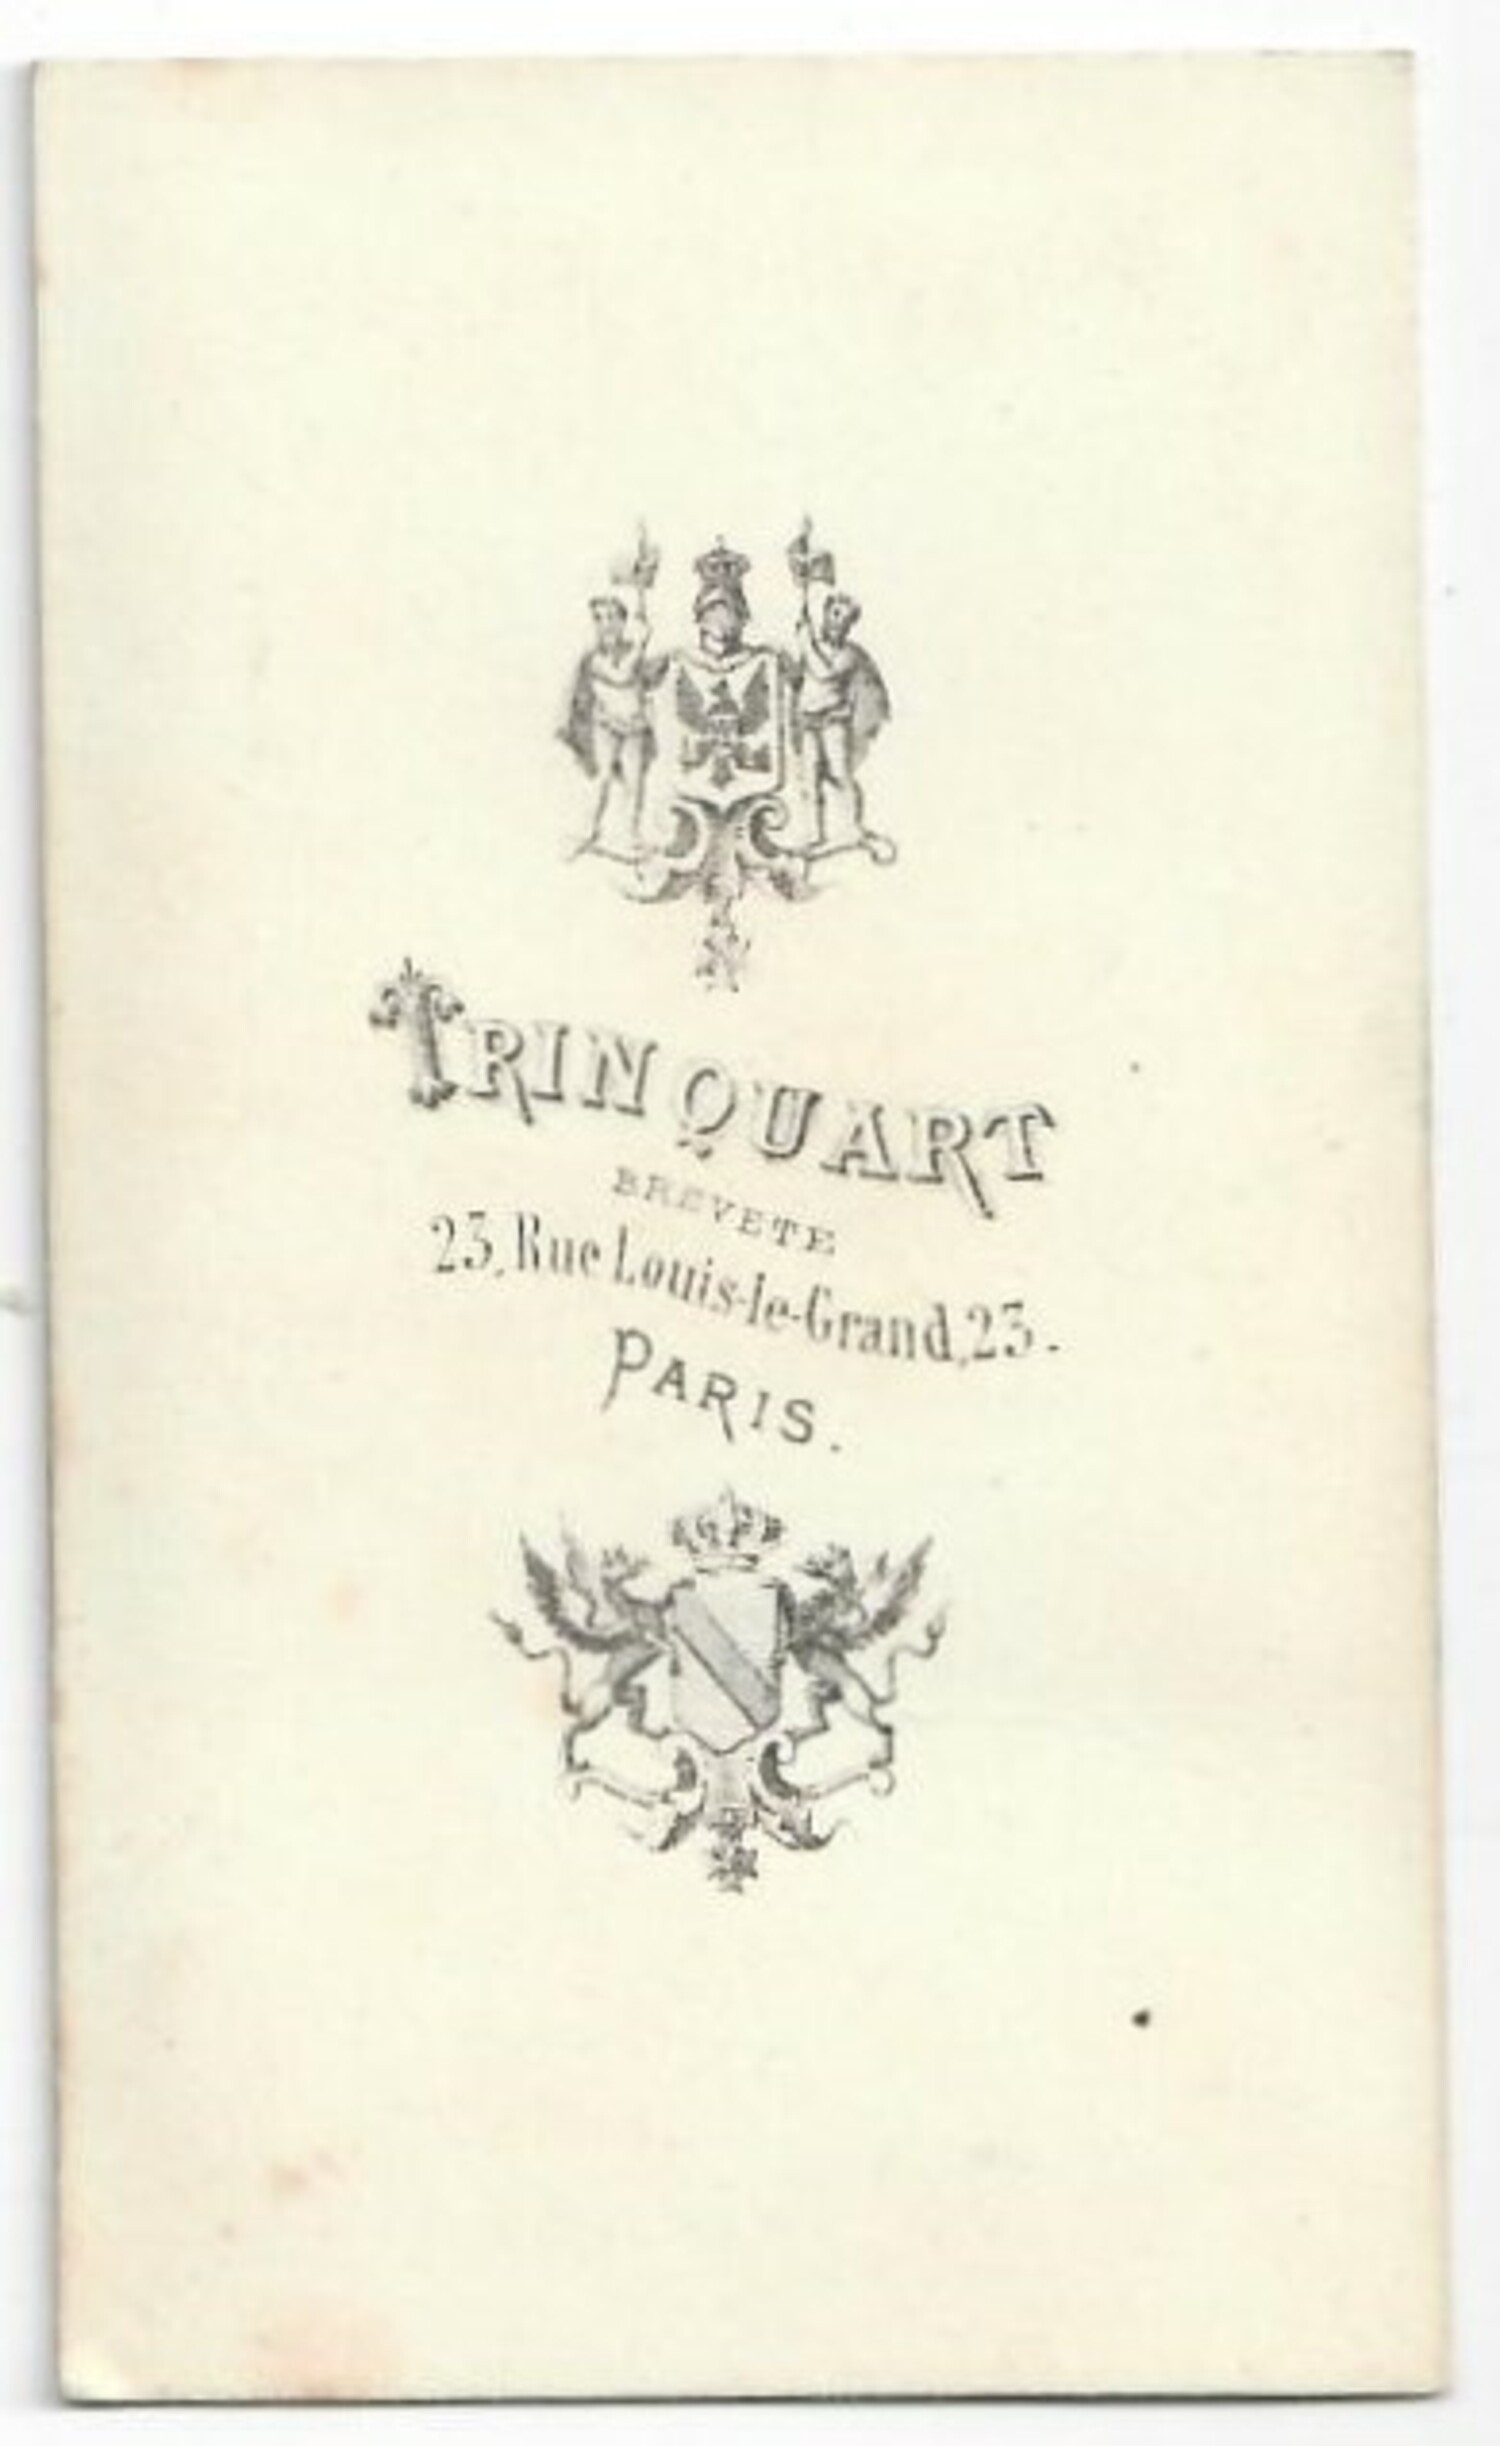 TRINQUART
BREVETE
23, Rue Louis-le-Grand, 23.
PARIS.